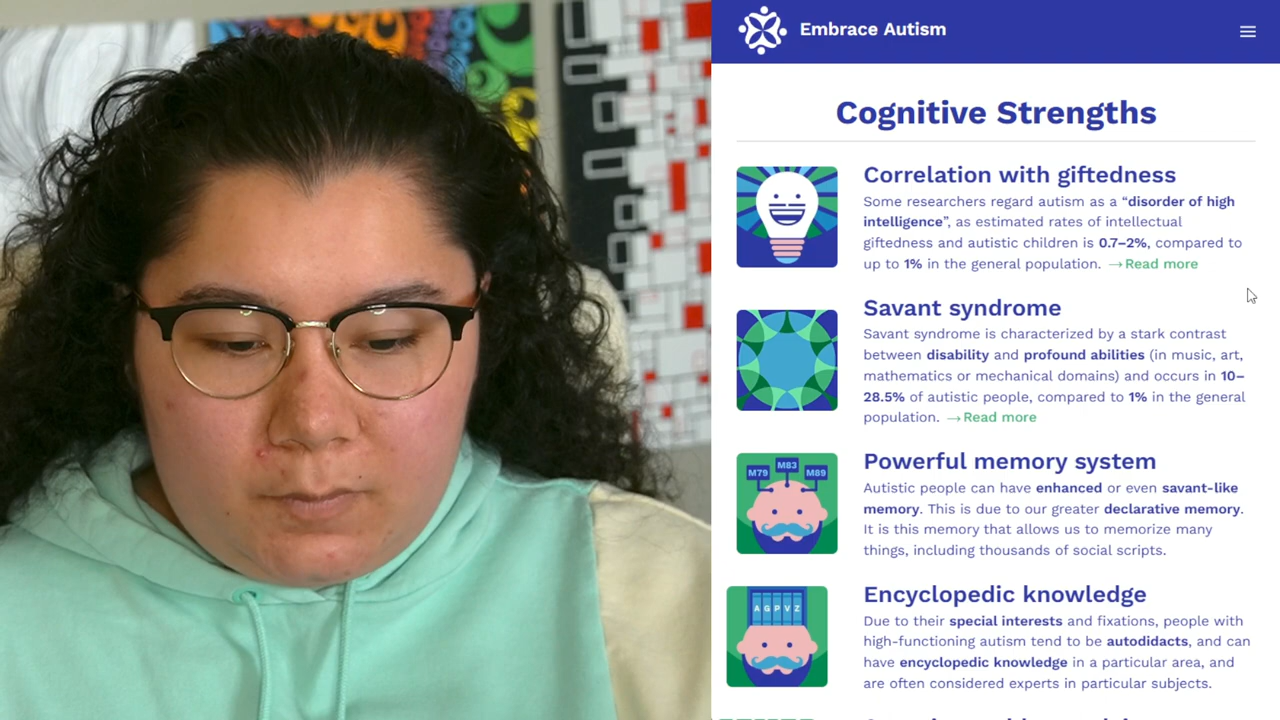 Embrace Autism
Cognitive Strengths
Correlation with giftedness
Some researchers regard autism as a “disorder of high
intelligence”, as estimated rates of intellectual
giftedness and autistic children is 0.7–2%, compared to
up to 1% in the general population. →Read more
Savant syndrome
Savant syndrome is characterized by a stark contrast
between disability and profound abilities (in music, art,
mathematics or mechanical domains) and occurs in 10–
28.5% of autistic people, compared to 1% in the general
population. →Read more
M79 M83 M89
Powerful memory system
Autistic people can have enhanced or even savant-like
memory. This is due to our greater declarative memory.
It is this memory that allows us to memorize many
things, including thousands of social scripts.
A G P V Z
Encyclopedic knowledge
Due to their special interests and fixations, people with
high-functioning autism tend to be autodidacts, and can
have encyclopedic knowledge in a particular area, and
are often considered experts in particular subjects.